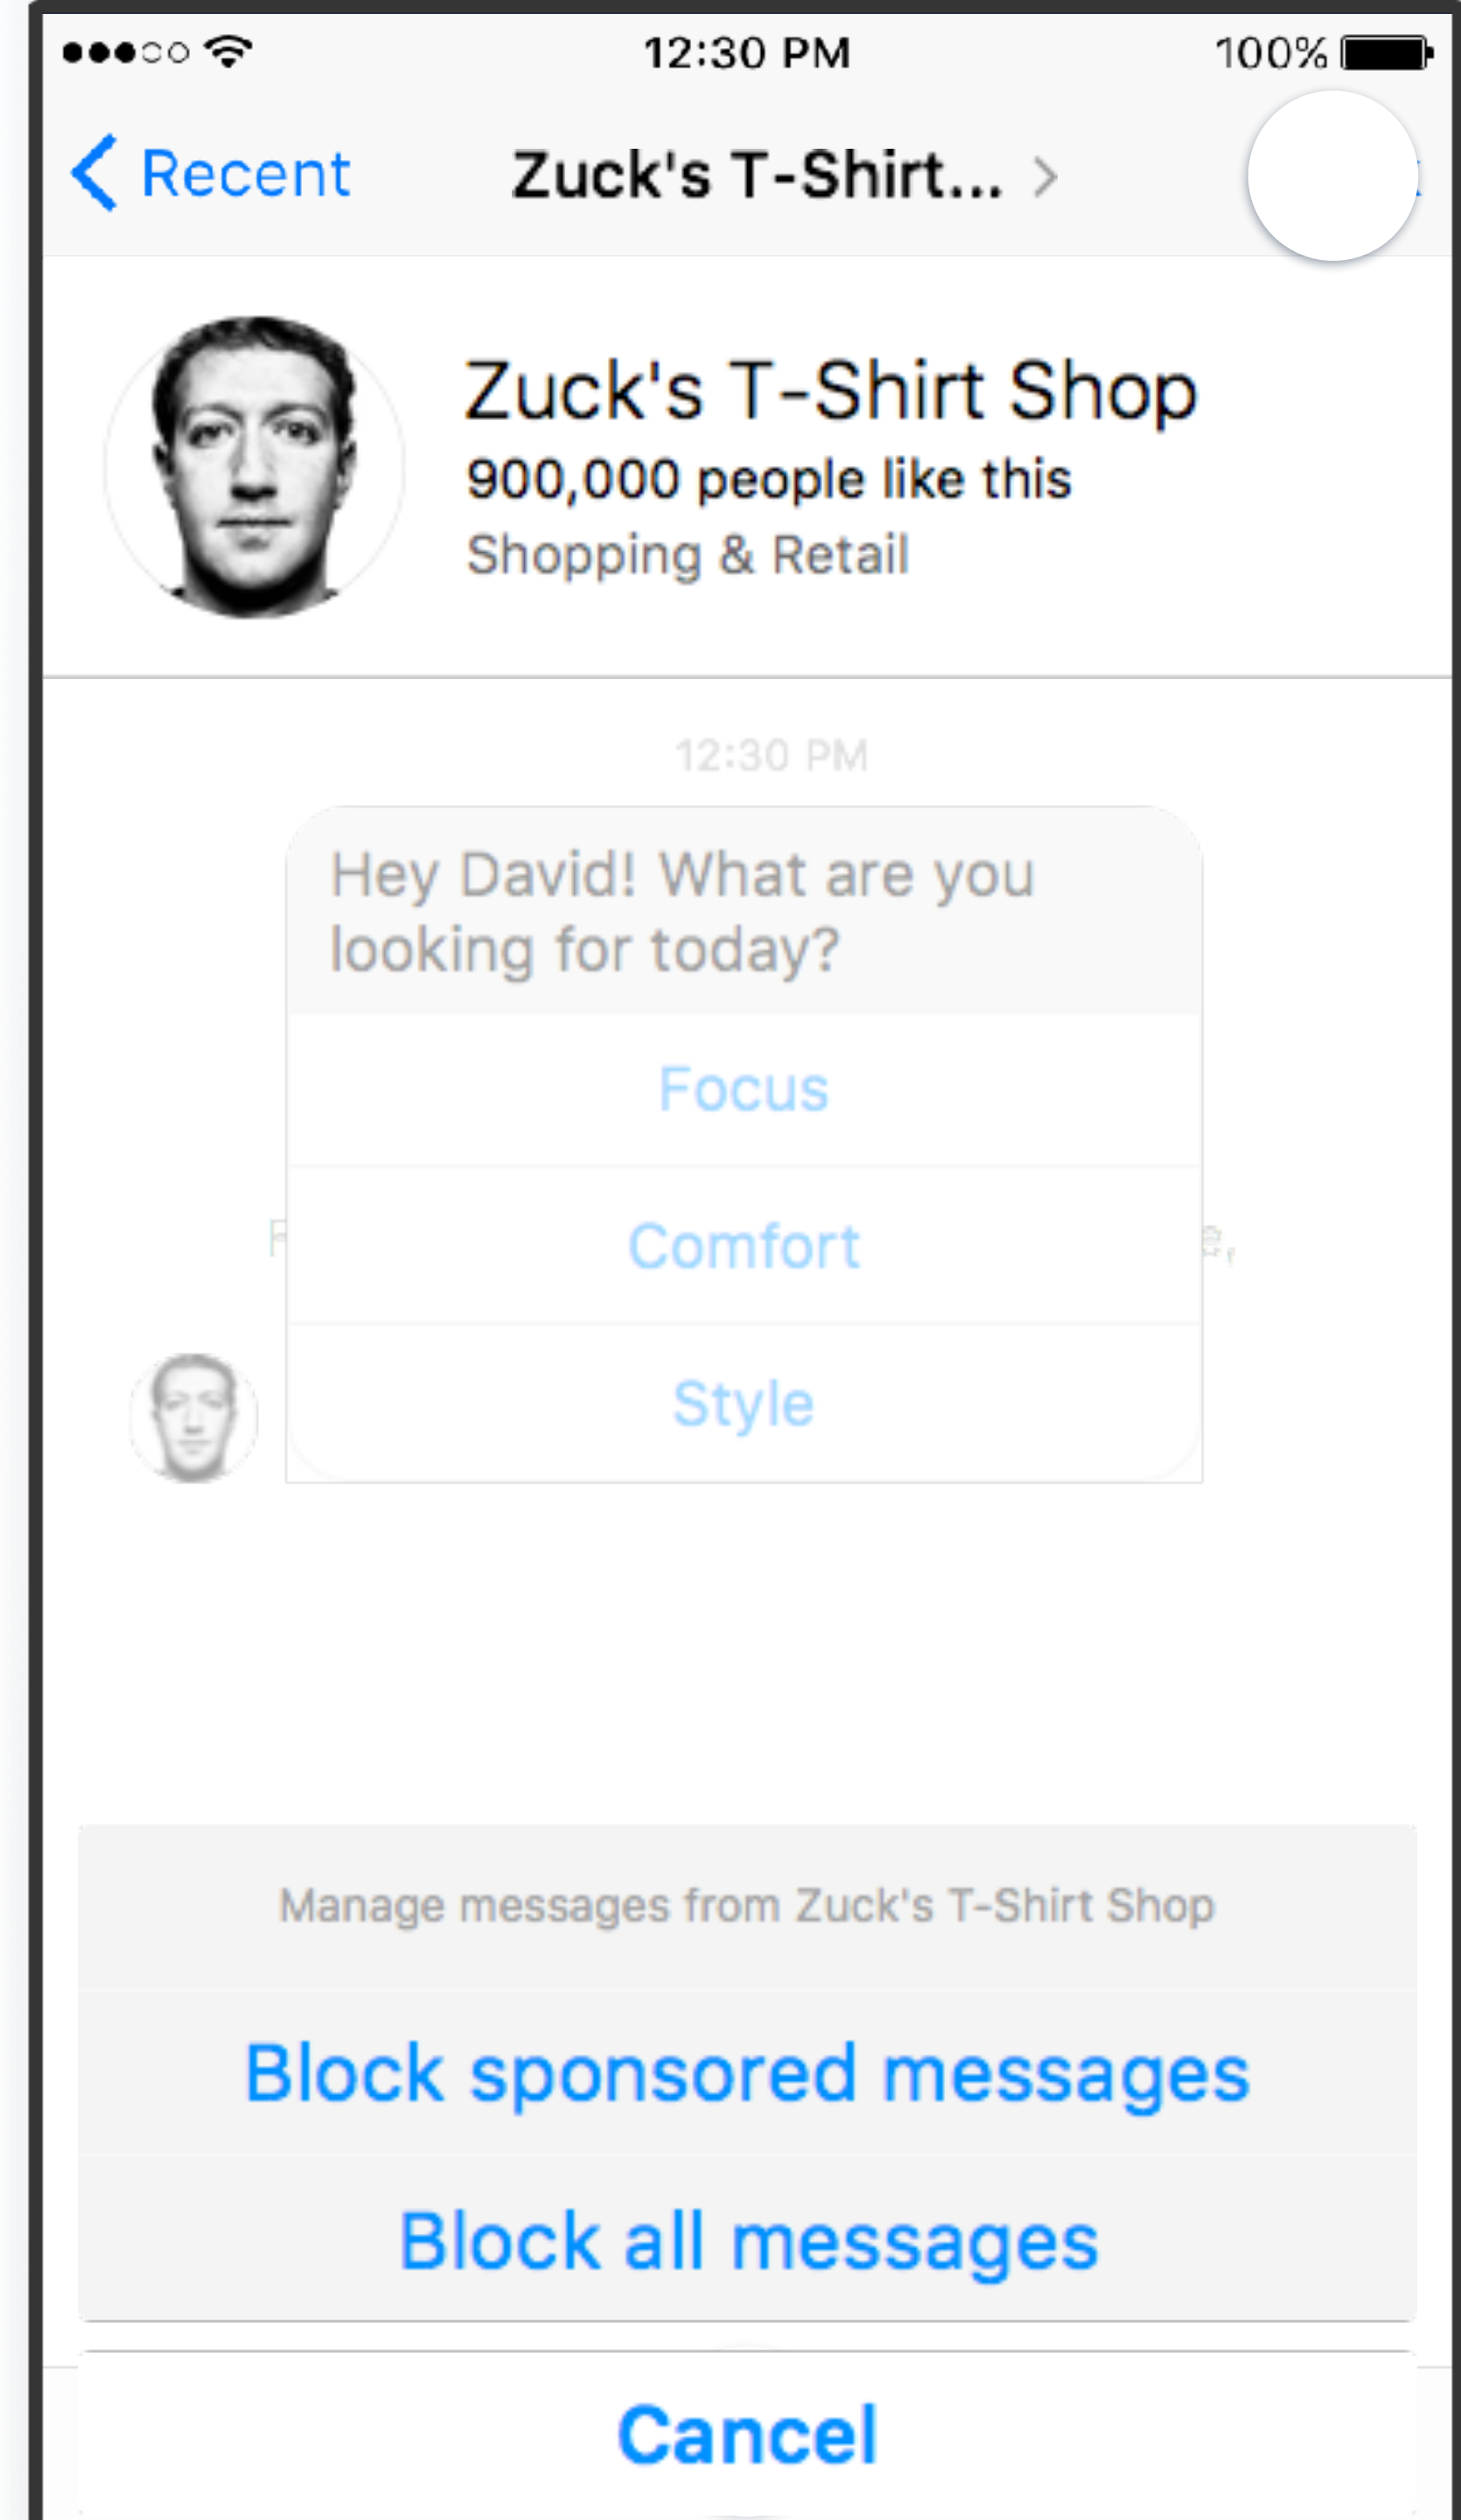 12:30 PM
100%
Recent
Zuck's T-Shirt...
Zuck's T-Shirt Shop
900,000 people like this
Shopping & Retail
12:30 PM
Hey David! What are you
looking for today?
Focus
Comfort
Style
Manage messages from Zuck's T-Shirt Shop
Block sponsored messages
Block all messages
Cancel